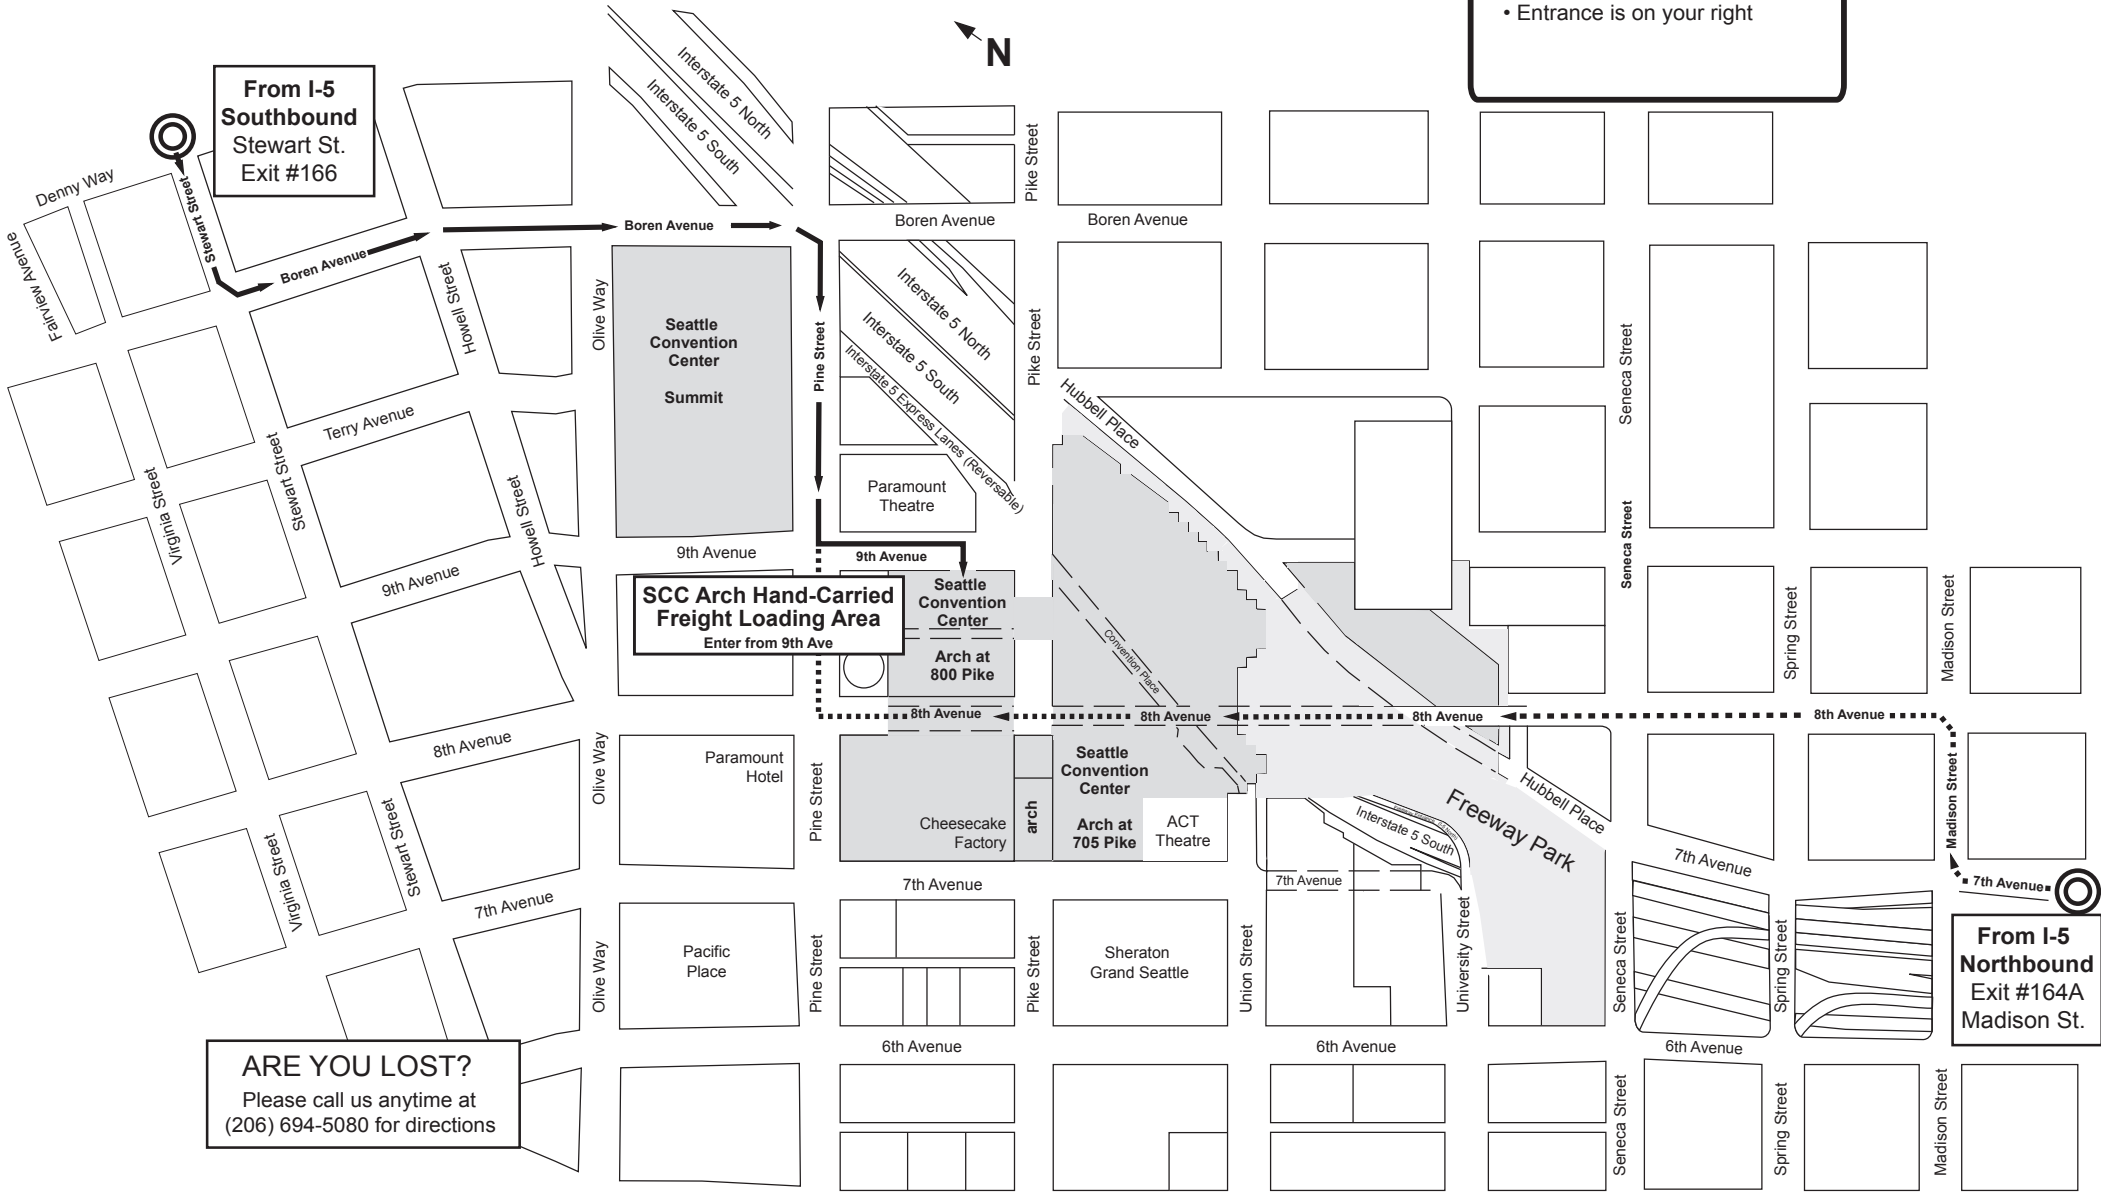 • Entrance is on your right
N
From I-5
Southbound
Stewart St.
Exit #166
Interstate 5 North
Interstate 5 South
Pike Street
Denny Way
Stewart Street
Fairview Avenue
Boren Avenue
Boren Avenue
Boren Avenue
Boren Avenue
Howell Street
Olive Way
Seattle
Convention
Center
Summit
Pine Street
Interstate 5 North
Interstate 5 South
Interstate 5 Express Lanes (Reversable)
Pike Street
Hubbell Place
Seneca Street
Terry Avenue
Virginia Street
Stewart Street
Howell Street
Paramount
Theatre
Seneca Street
9th Avenue
9th Avenue
9th Avenue
SCC Arch Hand-Carried
Freight Loading Area
Enter from 9th Ave
Seattle
Convention
Center
Arch at
800 Pike
Convention Place
Spring Street
Madison Street
8th Avenue
8th Avenue
8th Avenue
8th Avenue
8th Avenue
Olive Way
Paramount
Hotel
Pine Street
Cheesecake
Factory
arch
Seattle
Convention
Center
Arch at
705 Pike
ACT
Theatre
Interstate 5 South
Freeway Park
Hubbell Place
Madison Street
Virginia Street
Stewart Street
7th Avenue
7th Avenue
7th Avenue
7th Avenue
7th Avenue
Olive Way
Pacific
Place
Pine Street
Pike Street
Sheraton
Grand Seattle
Union Street
University Street
Seneca Street
Spring Street
From I-5
Northbound
Exit #164A
Madison St.
6th Avenue
6th Avenue
6th Avenue
ARE YOU LOST?
Please call us anytime at
(206) 694-5080 for directions
Seneca Street
Spring Street
Madison Street